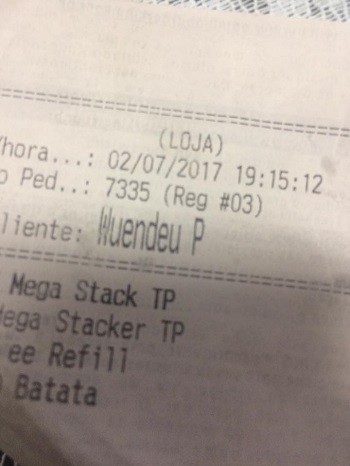 (LOJA)
/hora...: 02/07/2017 19:15:12
o Ped..: 7335 (Reg #03)
liente: Wuendeu P
Mega Stack TP
Mega Stacker TP
ee Refill
Batata